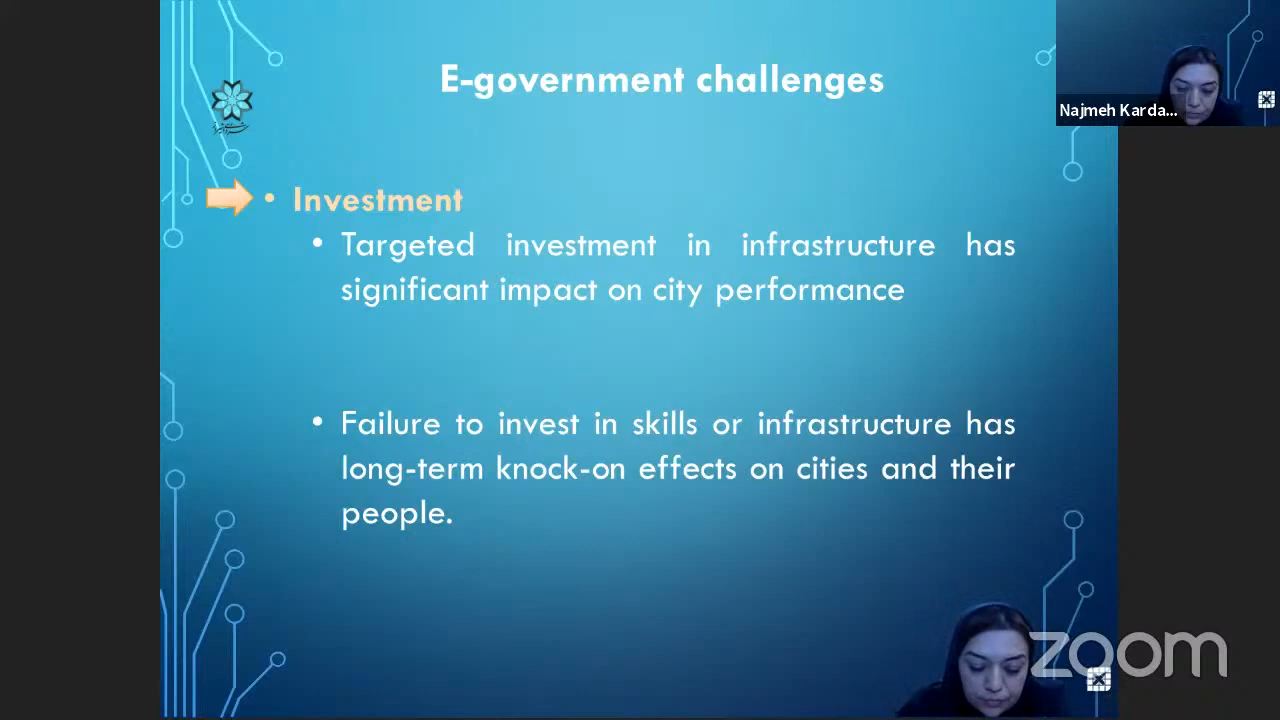 E-government challenges
Najmeh Karda...
• Investment
• Targeted investment in infrastructure has
significant impact on city performance
• Failure to invest in skills or infrastructure has
long-term knock-on effects on cities and their
people.
zoom